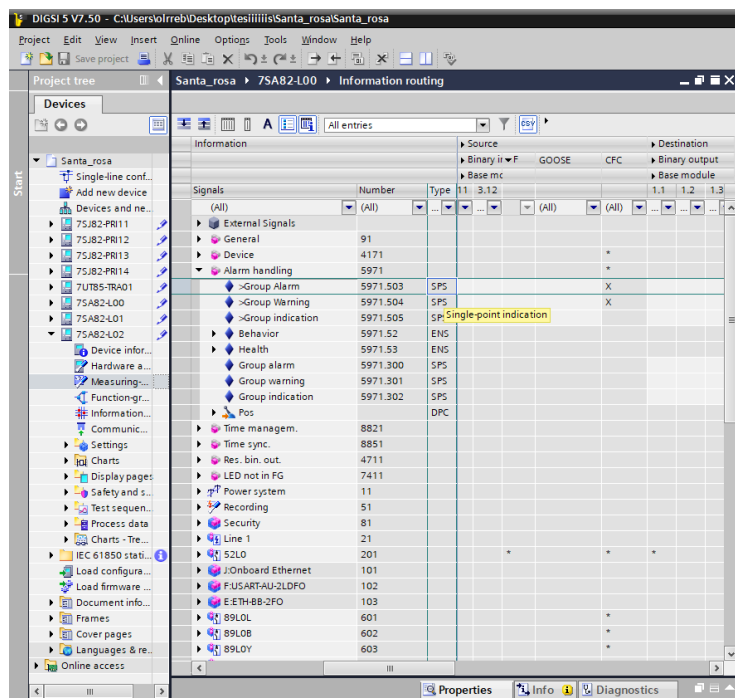 DIGSI 5 V7.50 - C:\Users\olrreb\Desktop\tesiiiiiis\Santa_rosa\Santa_rosa
Project Edit View Insert Online Options Tools Window Help
Save project
Project tree
Santa_rosa 7SA82-L00 Information routing
Devices
Start
All entries
Santa_rosa
Single-line conf...
Add new device
Devices and ne..
7SJ82-PRI11
7SJ82-PRI12
7SJ82-PRI13
7SJ82-PRI14
7UT85-TRA01
7SA82-L00
7SA82-L01
7SA82-L02
Device infor...
Hardware a...
Measuring-...
Function-gr...
Information...
Communic...
Settings
Charts
Display pages
Safety and s...
Test sequen...
Process data
Charts - Tre...
IEC 61850 stati...
Load configura...
Load firmware ...
Document info...
Frames
Cover pages
Languages & re..
Online access
Information Source Destination
Binary ir F GOOSE CFC Binary output
Base mo Base module
Signals Number Type 11 3.12 1.1 1.2 1.3
(All) (All) ... ... (All) (All) ... ... ...
External Signals
General 91
Device 4171 *
Alarm handling 5971 *
>Group Alarm 5971.503 SPS X
>Group Warning 5971.504 SPS X
>Group indication 5971.505 SPS
Single-point indication
Behavior 5971.52 ENS
Health 5971.53 ENS
Group alarm 5971.300 SPS
Group warning 5971.301 SPS
Group indication 5971.302 SPS
Pos DPC
Time managem. 8821
Time sync. 8851
Res. bin. out. 4711
LED not in FG 7411
Power system 11
Recording 51
Security 81
Line 1 21
52L0 201 * * *
J:Onboard Ethernet 101
F:USART-AU-2LDFO 102
E:ETH-BB-2FO 103
89L0L 601 *
89L0B 602 *
89L0Y 603 *
Properties Info Diagnostics